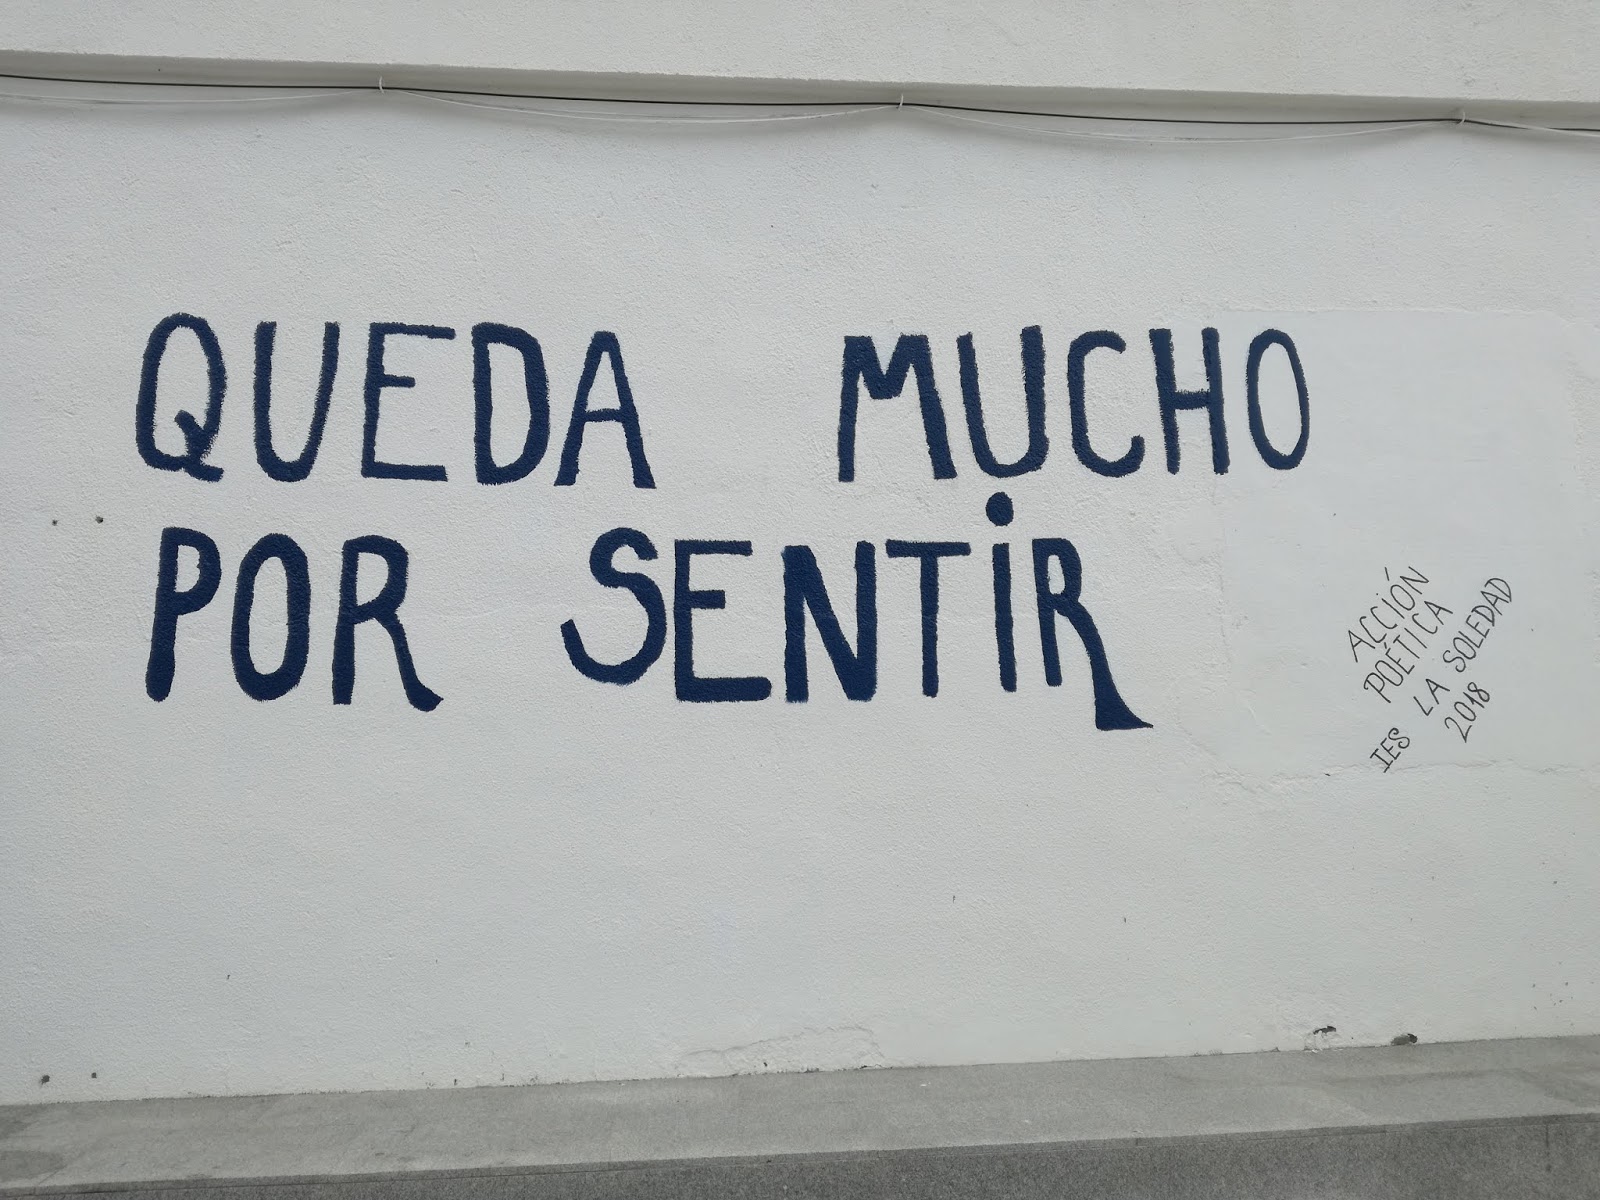 QUEDA MUCHO
POR SENTIR
ACCIÓN
POÉTICA
IES LA SOLEDAD
2018